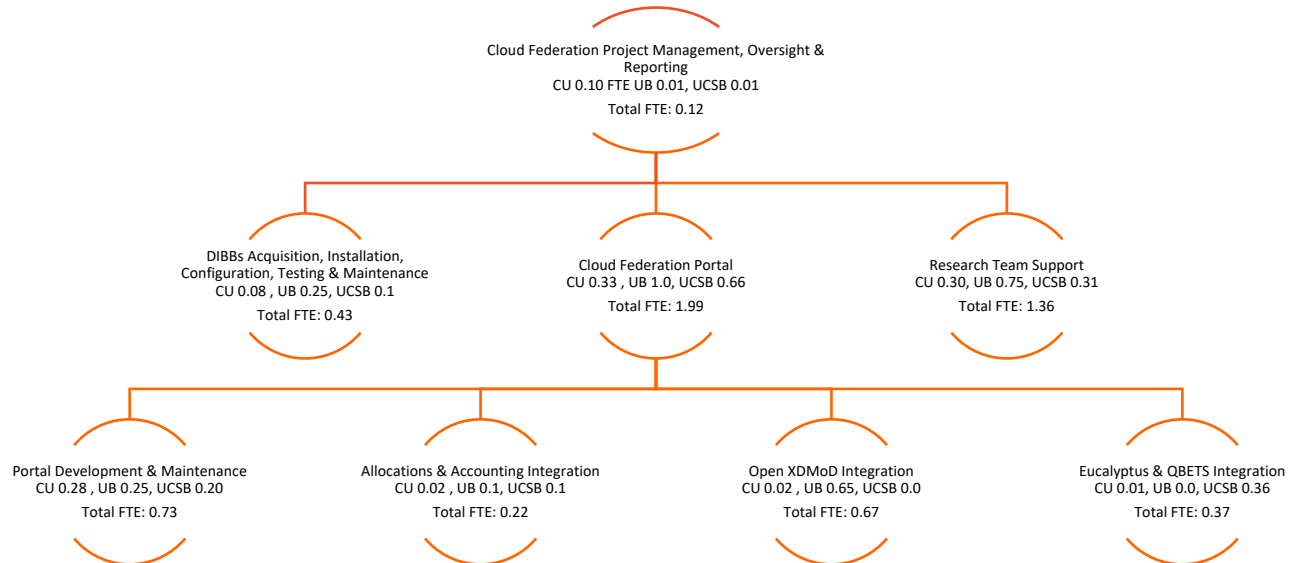 Cloud Federation Project Management, Oversight &
Reporting
CU 0.10 FTE UB 0.01, UCSB 0.01
Total FTE: 0.12
DIBBs Acquisition, Installation,
Configuration, Testing & Maintenance
CU 0.08 , UB 0.25, UCSB 0.1
Total FTE: 0.43
Cloud Federation Portal
CU 0.33 , UB 1.0, UCSB 0.66
Total FTE: 1.99
Research Team Support
CU 0.30, UB 0.75, UCSB 0.31
Total FTE: 1.36
Portal Development & Maintenance
CU 0.28 , UB 0.25, UCSB 0.20
Total FTE: 0.73
Allocations & Accounting Integration
CU 0.02 , UB 0.1, UCSB 0.1
Total FTE: 0.22
Open XDMoD Integration
CU 0.02 , UB 0.65, UCSB 0.0
Total FTE: 0.67
Eucalyptus & QBETS Integration
CU 0.01, UB 0.0, UCSB 0.36
Total FTE: 0.37